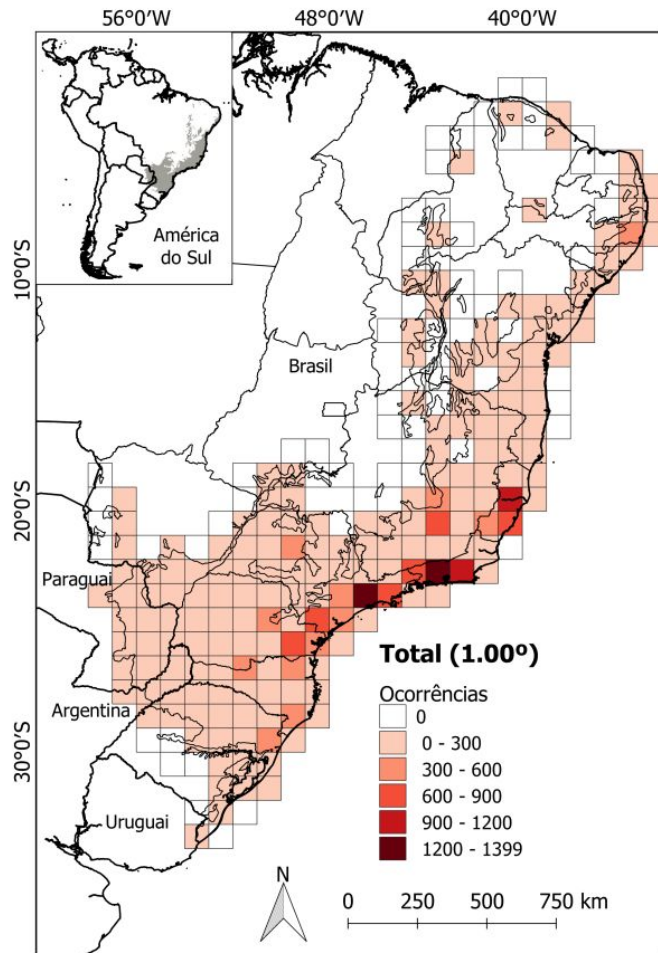 56°0'W 48°0'W 40°0'W
América
do Sul
10°0'S
Brasil
20°0'S
Paraguai
Total (1.00º)
Ocorrências
0
0 - 300
300 - 600
600 - 900
900 - 1200
1200 - 1399
Argentina
30°0'S
Uruguai
N
0 250 500 750 km